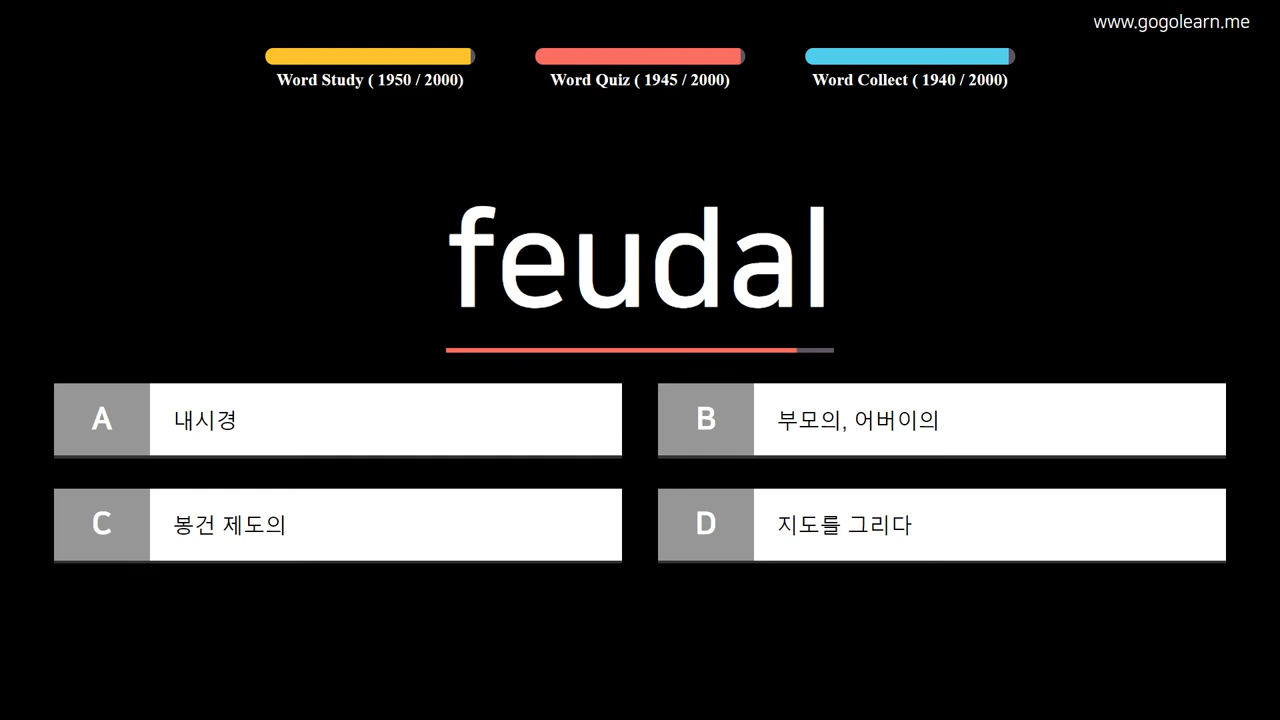 www.gogolearn.me
Word Study ( 1950 / 2000)
Word Quiz ( 1945 / 2000)
Word Collect ( 1940 / 2000)
feudal
A 내시경
B 부모의, 어버이의
C 봉건 제도의
D 지도를 그리다